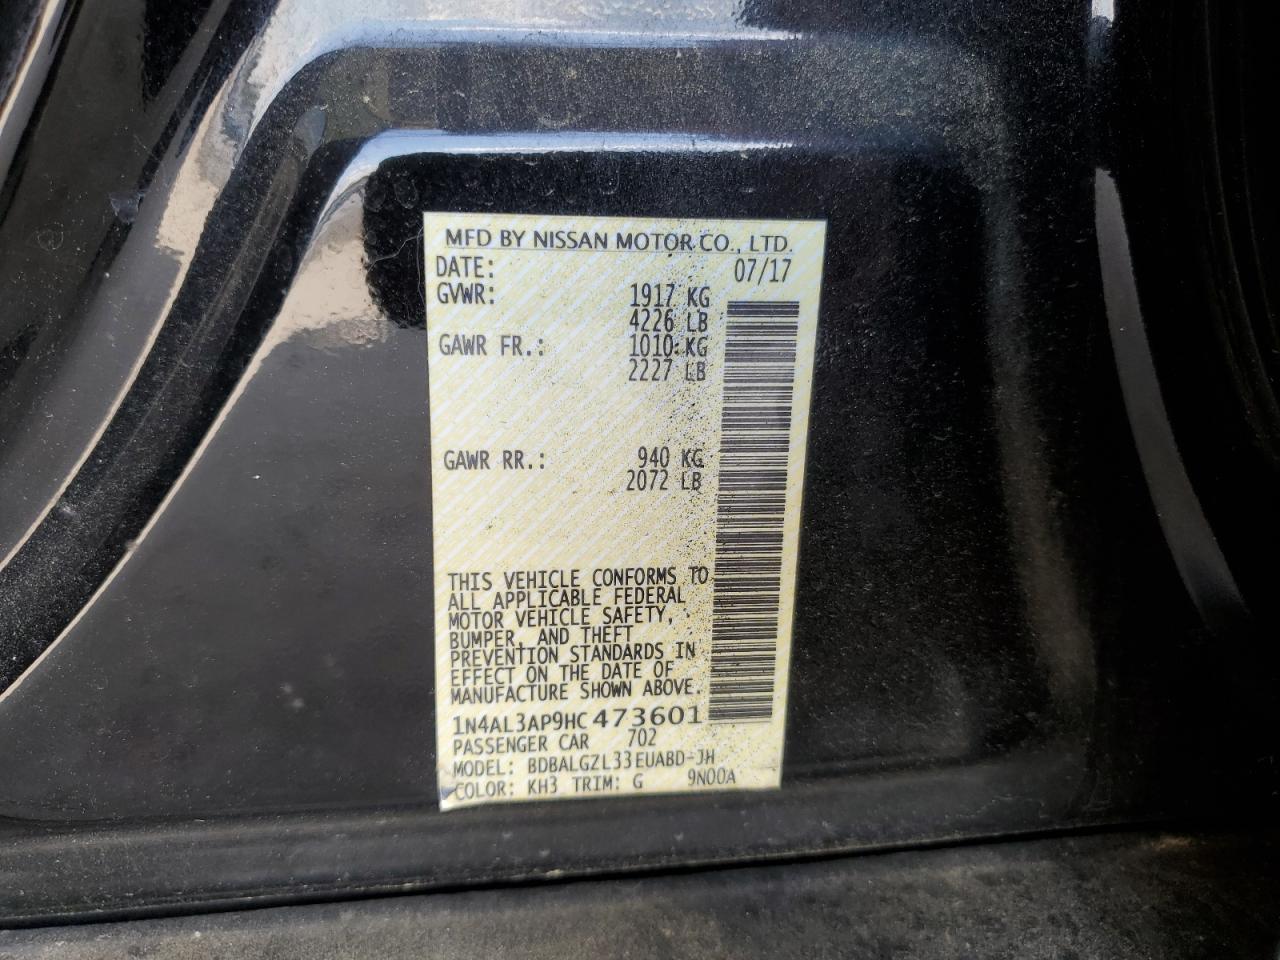 MFD BY NISSAN MOTOR CO., LTD.
DATE: 07/17
GVWR: 1917 KG
4226 LB
GAWR FR.: 1010 KG
2227 LB
GAWR RR.: 940 KG
2072 LB
THIS VEHICLE CONFORMS TO
ALL APPLICABLE FEDERAL
MOTOR VEHICLE SAFETY,
BUMPER, AND THEFT
PREVENTION STANDARDS IN
EFFECT ON THE DATE OF
MANUFACTURE SHOWN ABOVE.
1N4AL3AP9HC473601
PASSENGER CAR 702
MODEL: BDBALGZL33EUABD-JH
COLOR: KH3 TRIM: G 9N00A